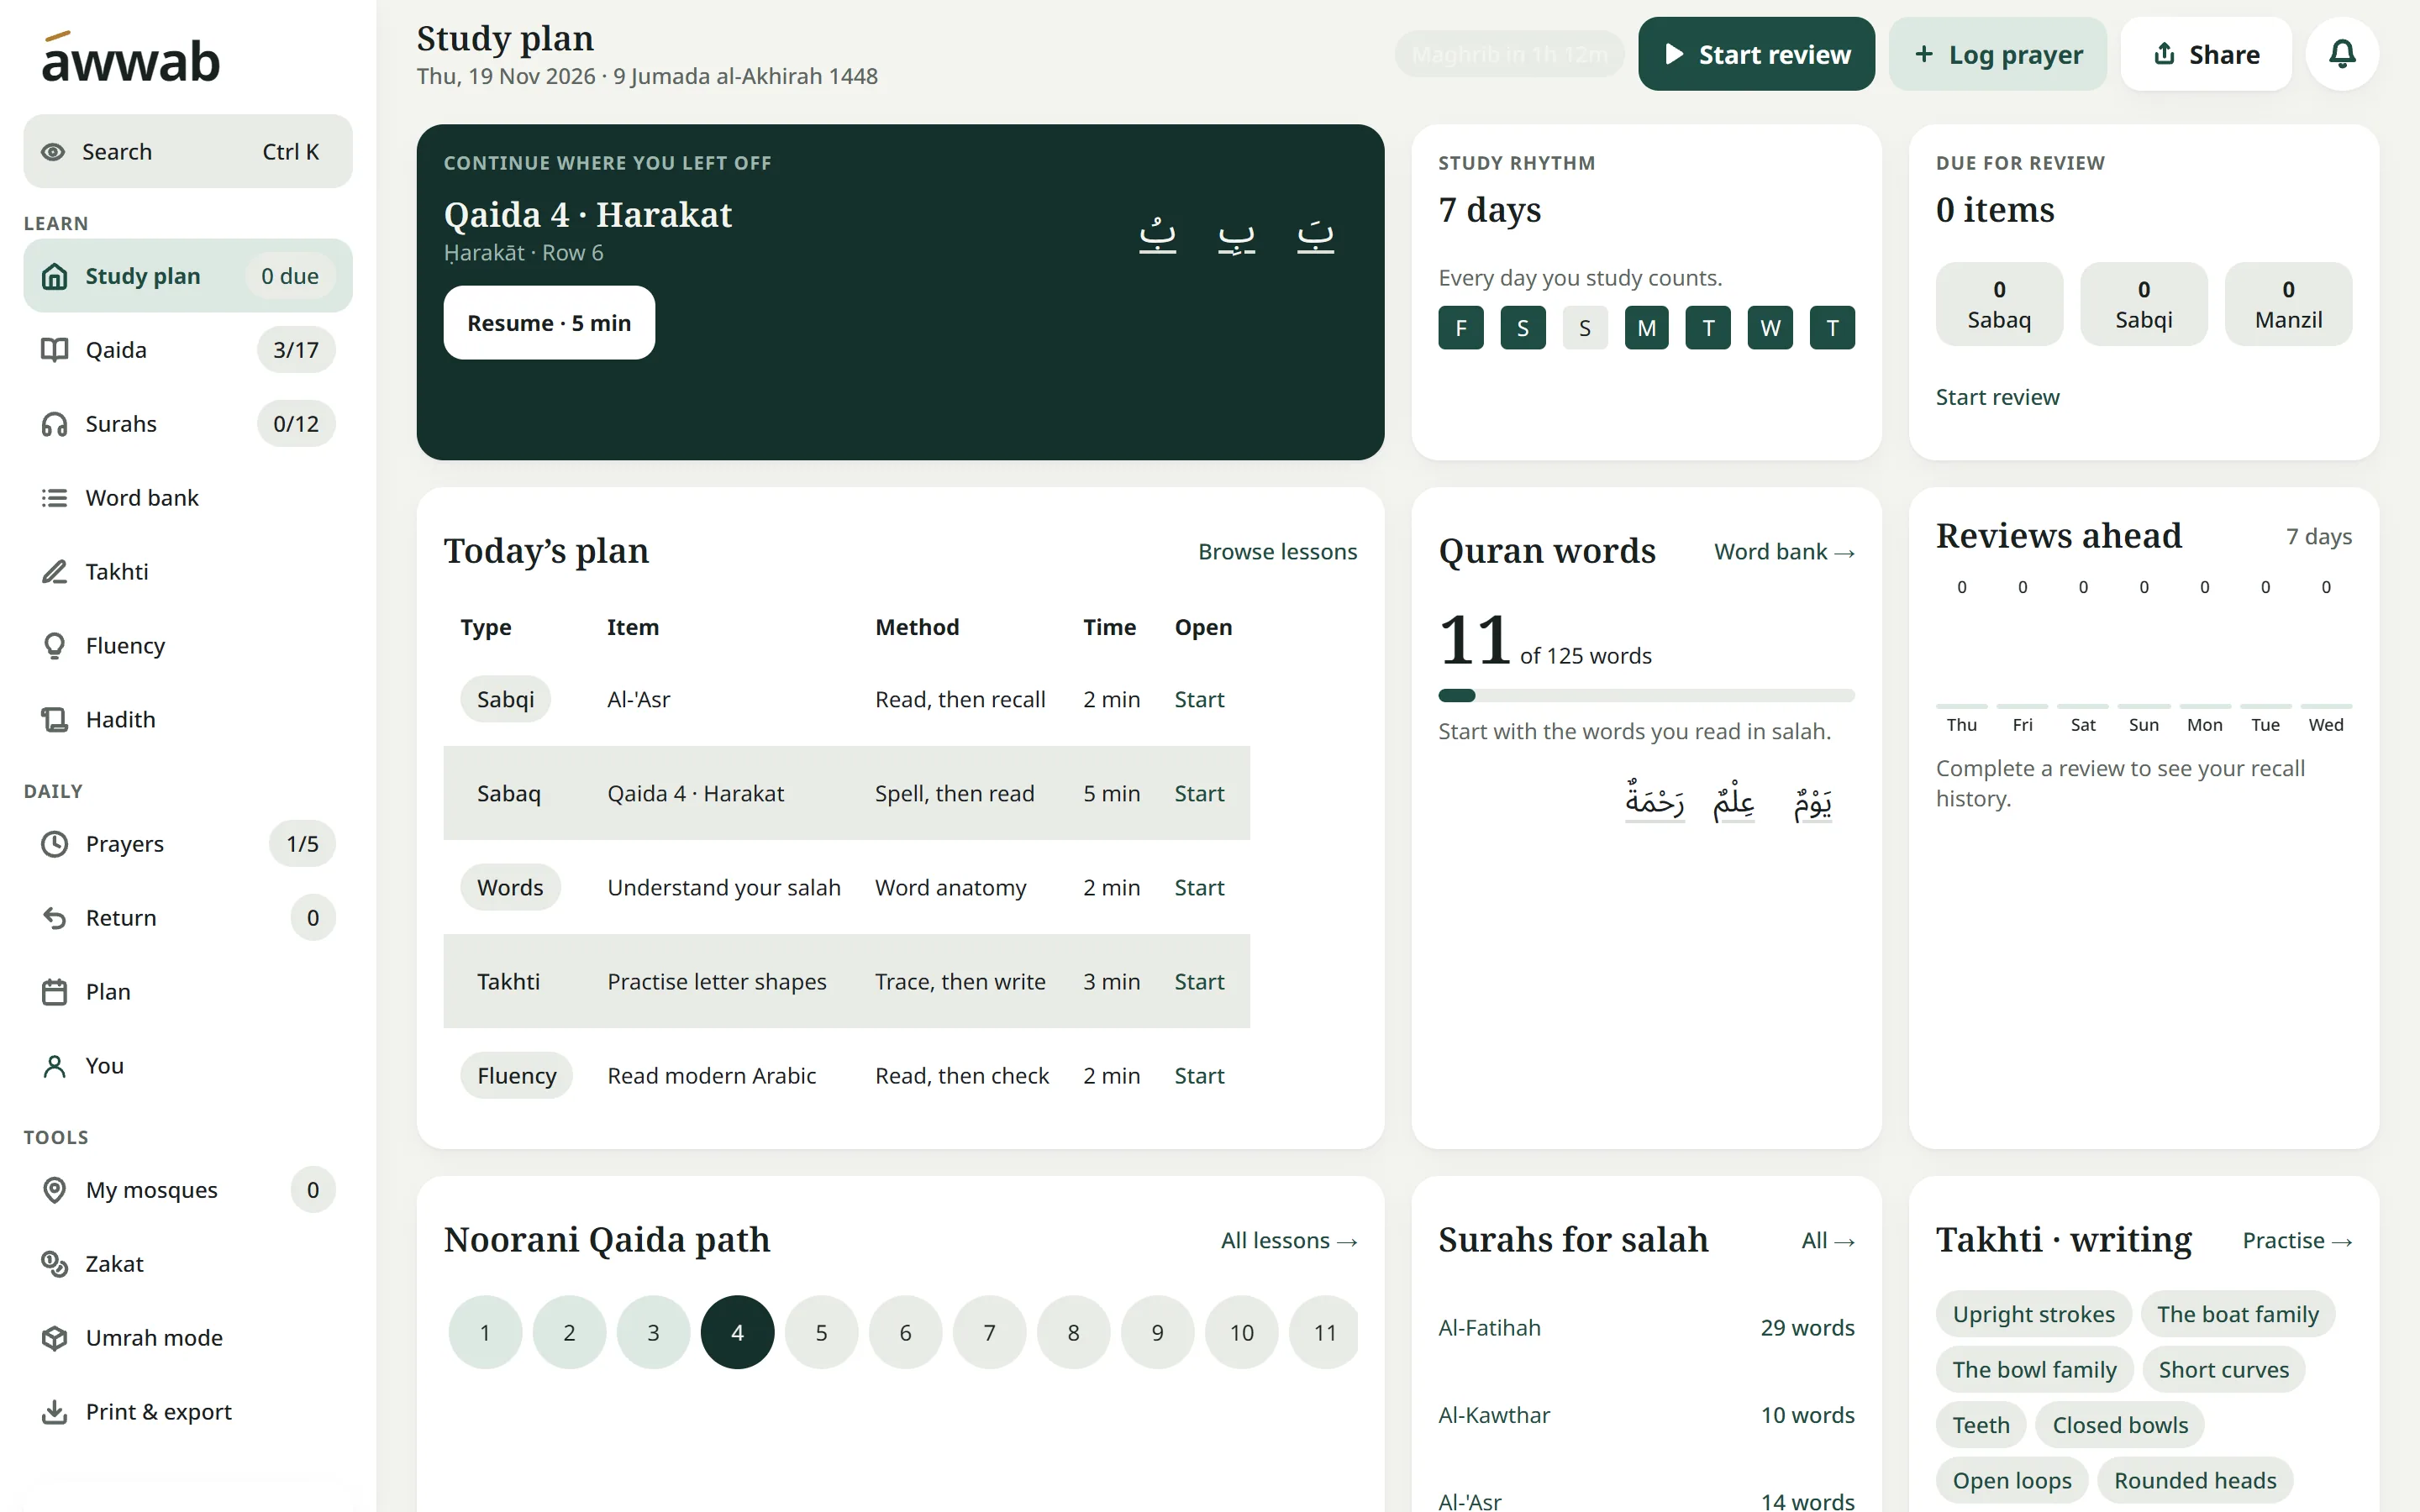 awwab
Search Ctrl K
LEARN
Study plan 0 due
Qaida 3/17
Surahs 0/12
Word bank
Takhti
Fluency
Hadith
DAILY
Prayers 1/5
Return 0
Plan
You
TOOLS
My mosques 0
Zakat
Umrah mode
Print & export
Study plan
Thu, 19 Nov 2026 · 9 Jumada al-Akhirah 1448
Maghrib in 1h 12m
Start review
+ Log prayer
Share
CONTINUE WHERE YOU LEFT OFF
Qaida 4 · Harakat
Ḥarakāt · Row 6
بَ بِ بُ
Resume · 5 min
STUDY RHYTHM
7 days
Every day you study counts.
F S S M T W T
DUE FOR REVIEW
0 items
0 0 0
Sabaq Sabqi Manzil
Start review
Today’s plan Browse lessons
Type Item Method Time Open
Sabqi Al-'Asr Read, then recall 2 min Start
Sabaq Qaida 4 · Harakat Spell, then read 5 min Start
Words Understand your salah Word anatomy 2 min Start
Takhti Practise letter shapes Trace, then write 3 min Start
Fluency Read modern Arabic Read, then check 2 min Start
Quran words Word bank →
11 of 125 words
Start with the words you read in salah.
يَوْمٌ عِلْمٌ رَحْمَةٌ
Reviews ahead 7 days
0 0 0 0 0 0 0
Thu Fri Sat Sun Mon Tue Wed
Complete a review to see your recall
history.
Noorani Qaida path All lessons →
1 2 3 4 5 6 7 8 9 10 11
Surahs for salah All →
Al-Fatihah 29 words
Al-Kawthar 10 words
Al-'Asr 14 words
Takhti · writing Practise →
Upright strokes The boat family
The bowl family Short curves
Teeth Closed bowls
Open loops Rounded heads